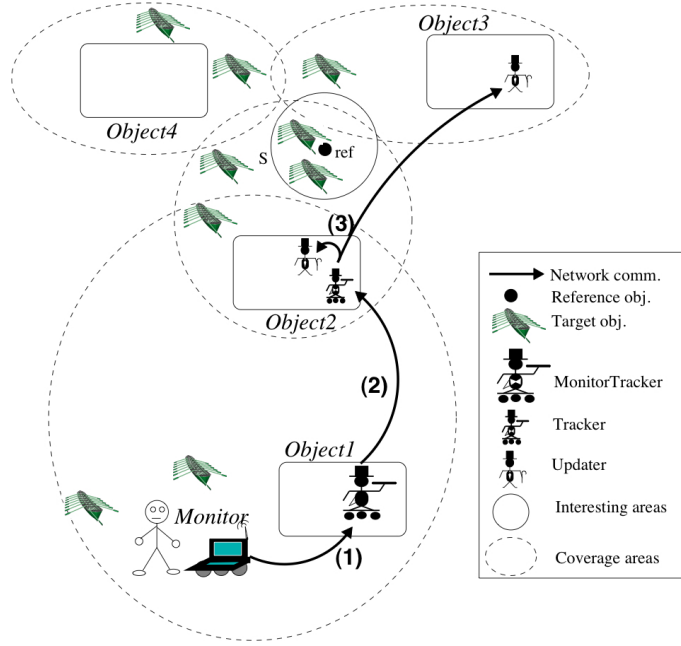 Object3
Object4
S
ref
(3)
Object2
(2)
Object1
Monitor
(1)
Network comm.
Reference obj.
Target obj.
MonitorTracker
Tracker
Updater
Interesting areas
Coverage areas